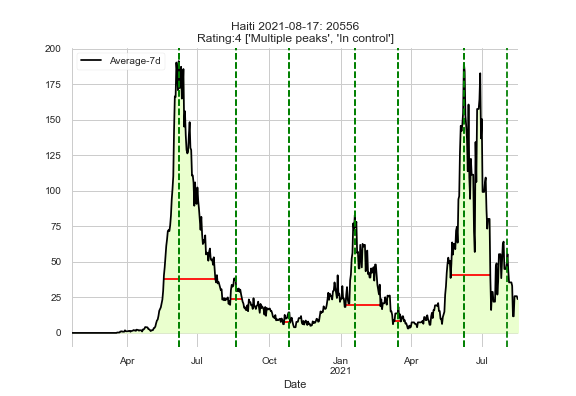 Haiti 2021-08-17: 20556
Rating:4 ['Multiple peaks', 'In control']
Average-7d
200
175
150
125
100
75
50
25
0
Apr
Jul
Oct
Jan
2021
Apr
Jul
Date